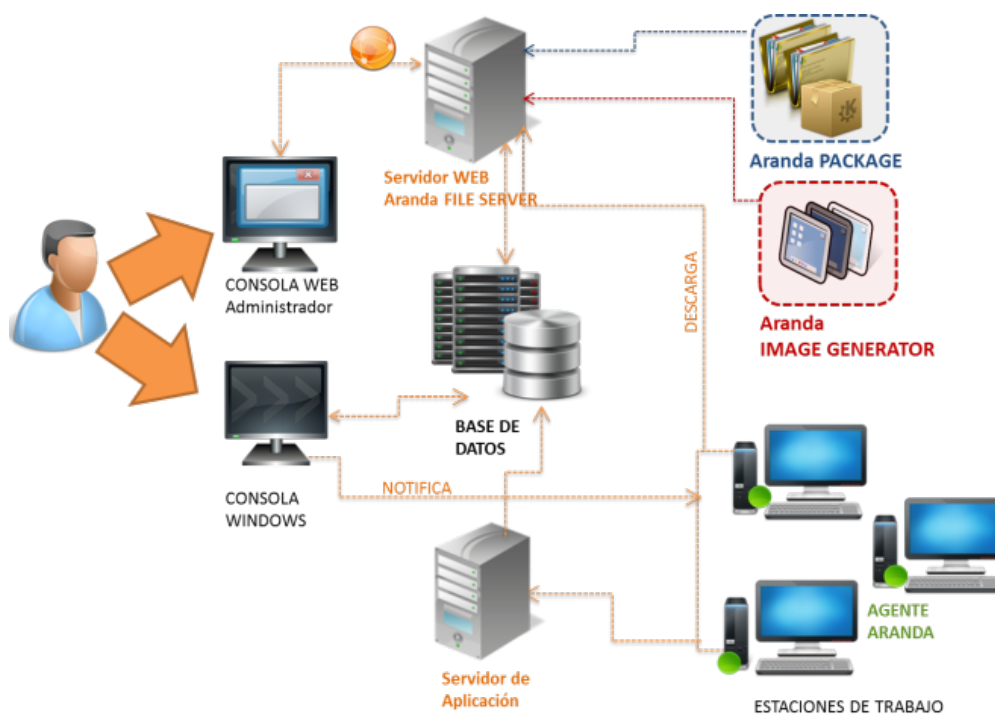 Aranda PACKAGE
Servidor WEB
Aranda FILE SERVER
CONSOLA WEB
Administrador
DESCARGA
Aranda
IMAGE GENERATOR
BASE DE
DATOS
NOTIFICA
CONSOLA
WINDOWS
AGENTE
ARANDA
Servidor de
Aplicación
ESTACIONES DE TRABAJO